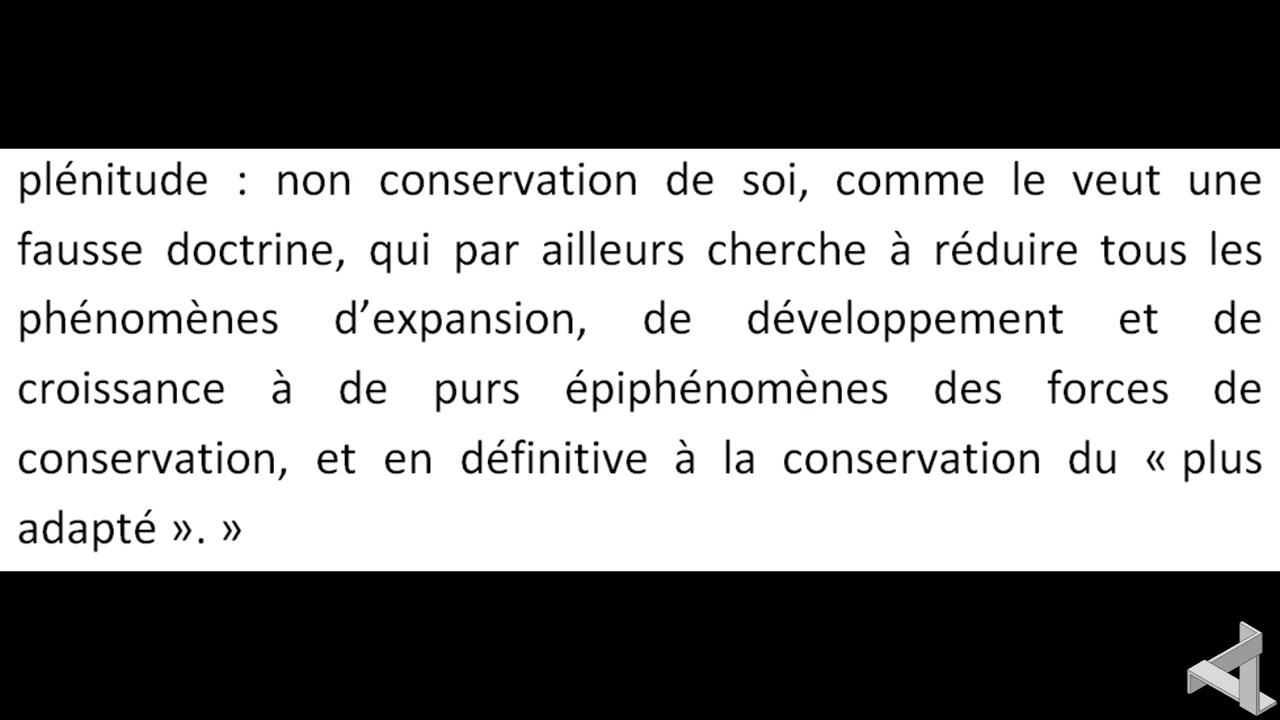 plénitude : non conservation de soi, comme le veut une
fausse doctrine, qui par ailleurs cherche à réduire tous les
phénomènes d’expansion, de développement et de
croissance à de purs épiphénomènes des forces de
conservation, et en définitive à la conservation du « plus
adapté ». »